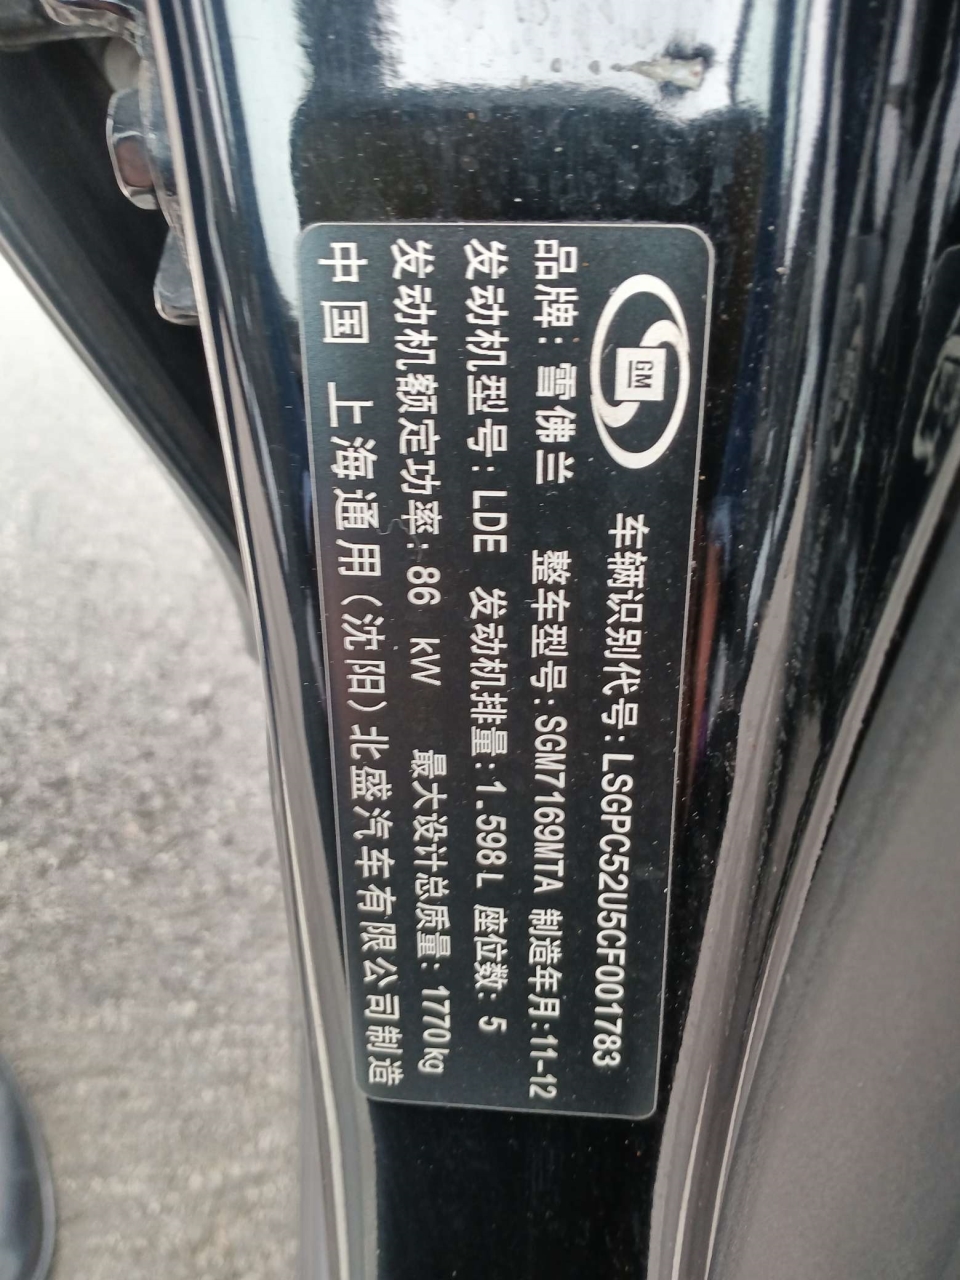 GM
车辆识别代号:LSGPC52U5CF001783
品牌:雪佛兰 整车型号:SGM7169MTA 制造年月:11-12
发动机型号:LDE 发动机排量:1.598L 座位数:5
发动机额定功率:86 kW 最大设计总质量:1770kg
中国 上海通用(沈阳)北盛汽车有限公司制造